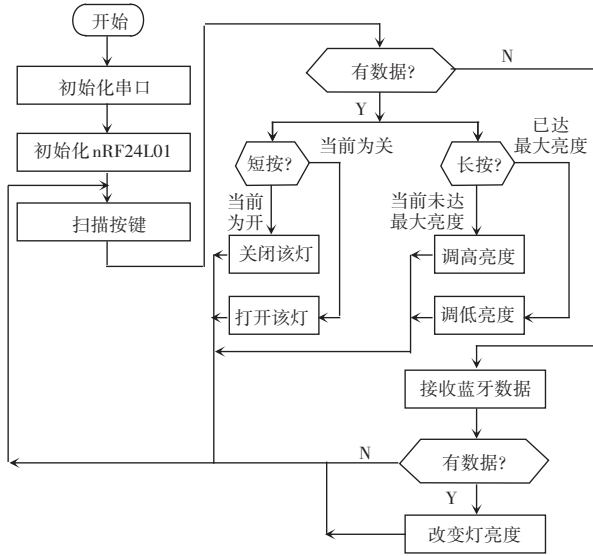 开始
初始化串口
初始化nRF24L01
扫描按键
有数据?
N
Y
短按?
当前为关
当前
为开
关闭该灯
打开该灯
长按?
已达
最大亮度
当前未达
最大亮度
调高亮度
调低亮度
接收蓝牙数据
有数据?
N
Y
改变灯亮度